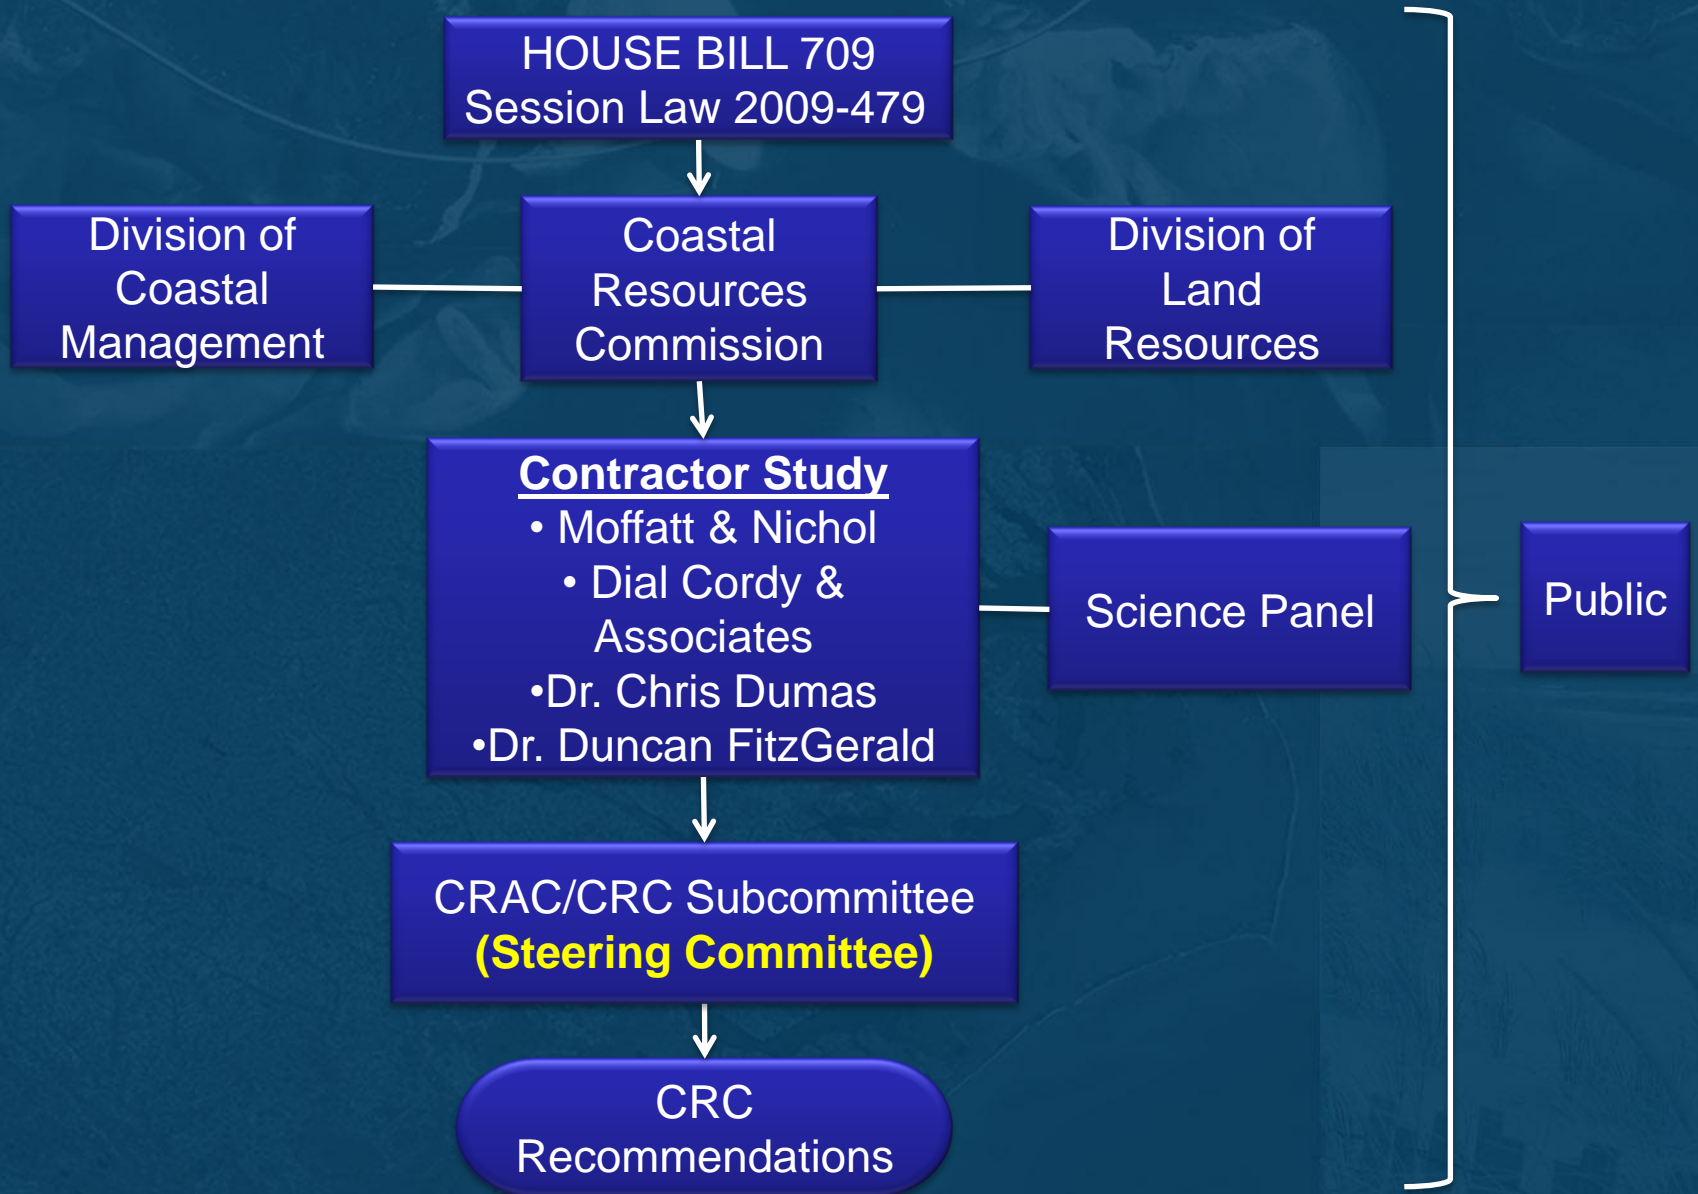 HOUSE BILL 709
Session Law 2009-479
Division of
Coastal
Management
Coastal
Resources
Commission
Division of
Land
Resources
Contractor Study
• Moffatt & Nichol
• Dial Cordy &
Associates
•Dr. Chris Dumas
•Dr. Duncan FitzGerald
Science Panel
Public
CRAC/CRC Subcommittee
(Steering Committee)
CRC
Recommendations